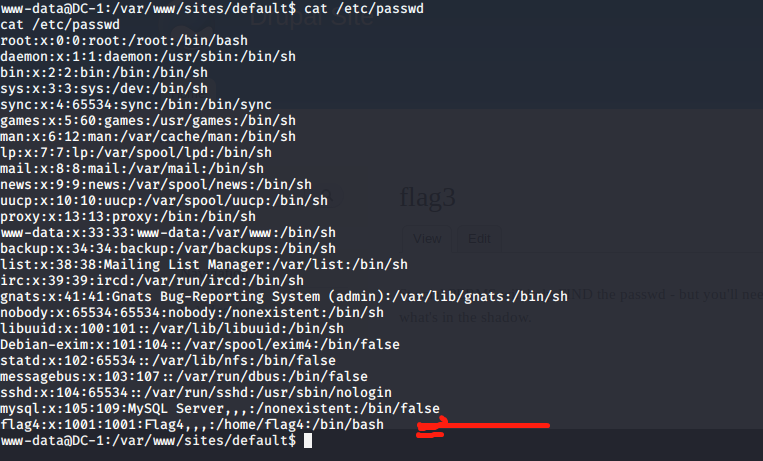 www-data@DC-1:/var/www/sites/default$ cat /etc/passwd
cat /etc/passwd
root:x:0:0:root:/root:/bin/bash
daemon:x:1:1:daemon:/usr/sbin:/bin/sh
bin:x:2:2:bin:/bin:/bin/sh
sys:x:3:3:sys:/dev:/bin/sh
sync:x:4:65534:sync:/bin:/bin/sync
games:x:5:60:games:/usr/games:/bin/sh
man:x:6:12:man:/var/cache/man:/bin/sh
lp:x:7:7:lp:/var/spool/lpd:/bin/sh
mail:x:8:8:mail:/var/mail:/bin/sh
news:x:9:9:news:/var/spool/news:/bin/sh
uucp:x:10:10:uucp:/var/spool/uucp:/bin/sh
proxy:x:13:13:proxy:/bin:/bin/sh
www-data:x:33:33:www-data:/var/www:/bin/sh
backup:x:34:34:backup:/var/backups:/bin/sh
list:x:38:38:Mailing List Manager:/var/list:/bin/sh
irc:x:39:39:ircd:/var/run/ircd:/bin/sh
gnats:x:41:41:Gnats Bug-Reporting System (admin):/var/lib/gnats:/bin/sh
nobody:x:65534:65534:nobody:/nonexistent:/bin/sh
libuuid:x:100:101::/var/lib/libuuid:/bin/sh
Debian-exim:x:101:104::/var/spool/exim4:/bin/false
statd:x:102:65534::/var/lib/nfs:/bin/false
messagebus:x:103:107::/var/run/dbus:/bin/false
sshd:x:104:65534::/var/run/sshd:/usr/sbin/nologin
mysql:x:105:109:MySQL Server,,,:/nonexistent:/bin/false
flag4:x:1001:1001:Flag4,,,:/home/flag4:/bin/bash
www-data@DC-1:/var/www/sites/default$
Drupal Site
flag3
View Edit
the passwd - but you'll
what's in the shadow.